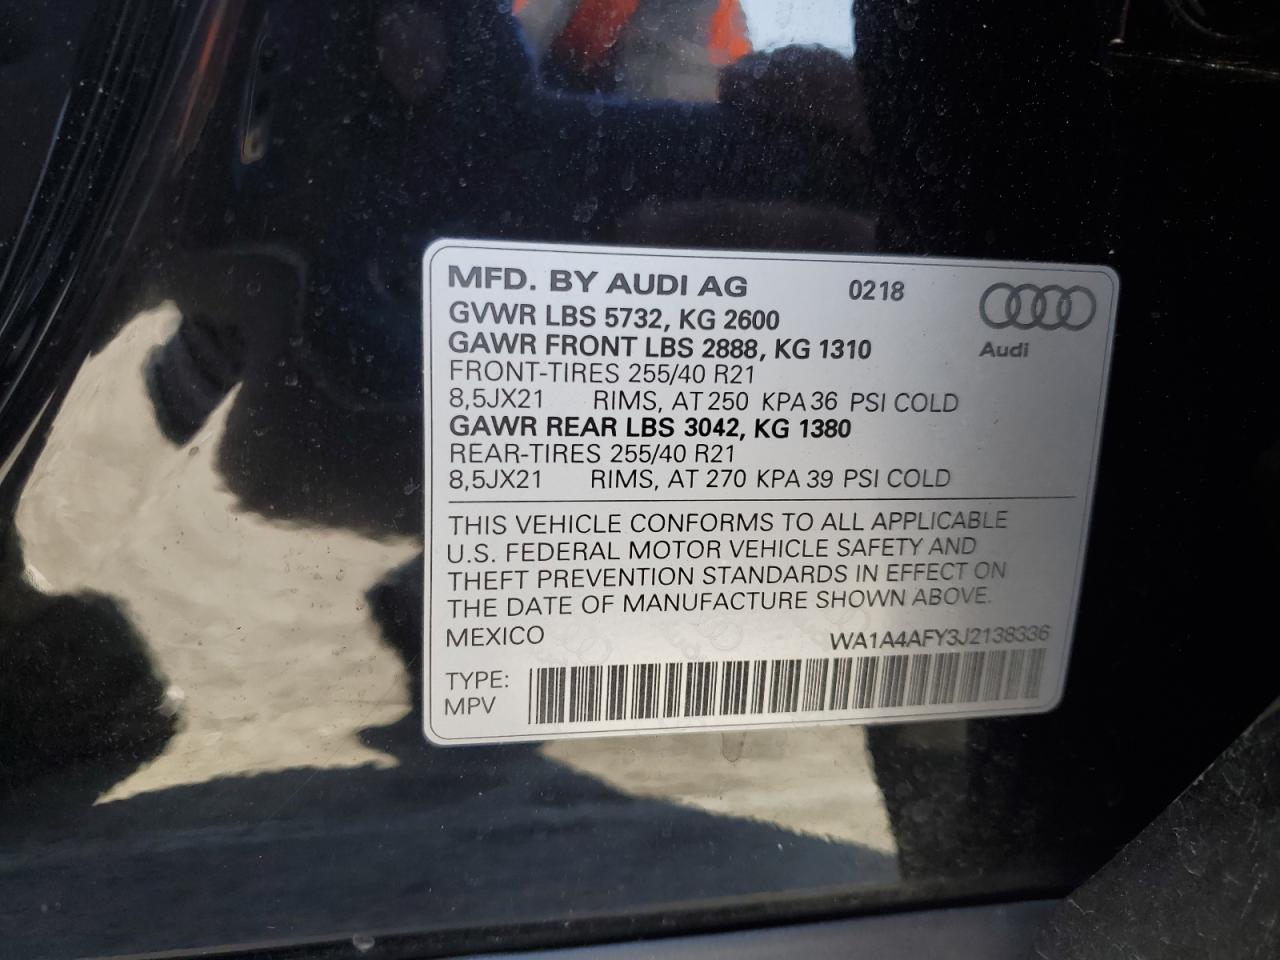 MFD. BY AUDI AG 0218
GVWR LBS 5732, KG 2600
GAWR FRONT LBS 2888, KG 1310
Audi
FRONT-TIRES 255/40 R21
8,5JX21 RIMS, AT 250 KPA 36 PSI COLD
GAWR REAR LBS 3042, KG 1380
REAR-TIRES 255/40 R21
8,5JX21 RIMS, AT 270 KPA 39 PSI COLD
THIS VEHICLE CONFORMS TO ALL APPLICABLE
U.S. FEDERAL MOTOR VEHICLE SAFETY AND
THEFT PREVENTION STANDARDS IN EFFECT ON
THE DATE OF MANUFACTURE SHOWN ABOVE.
MEXICO WA1A4AFY3J2138336
TYPE:
MPV